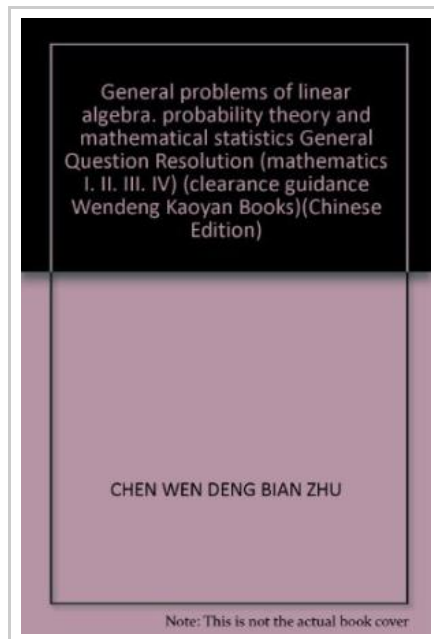 General problems of linear
algebra. probability theory and
mathematical statistics General
Question Resolution (mathematics
I. II. III. IV) (clearance guidance
Wendeng Kaoyan Books)(Chinese
Edition)
CHEN WEN DENG BIAN ZHU
Note: This is not the actual book cover